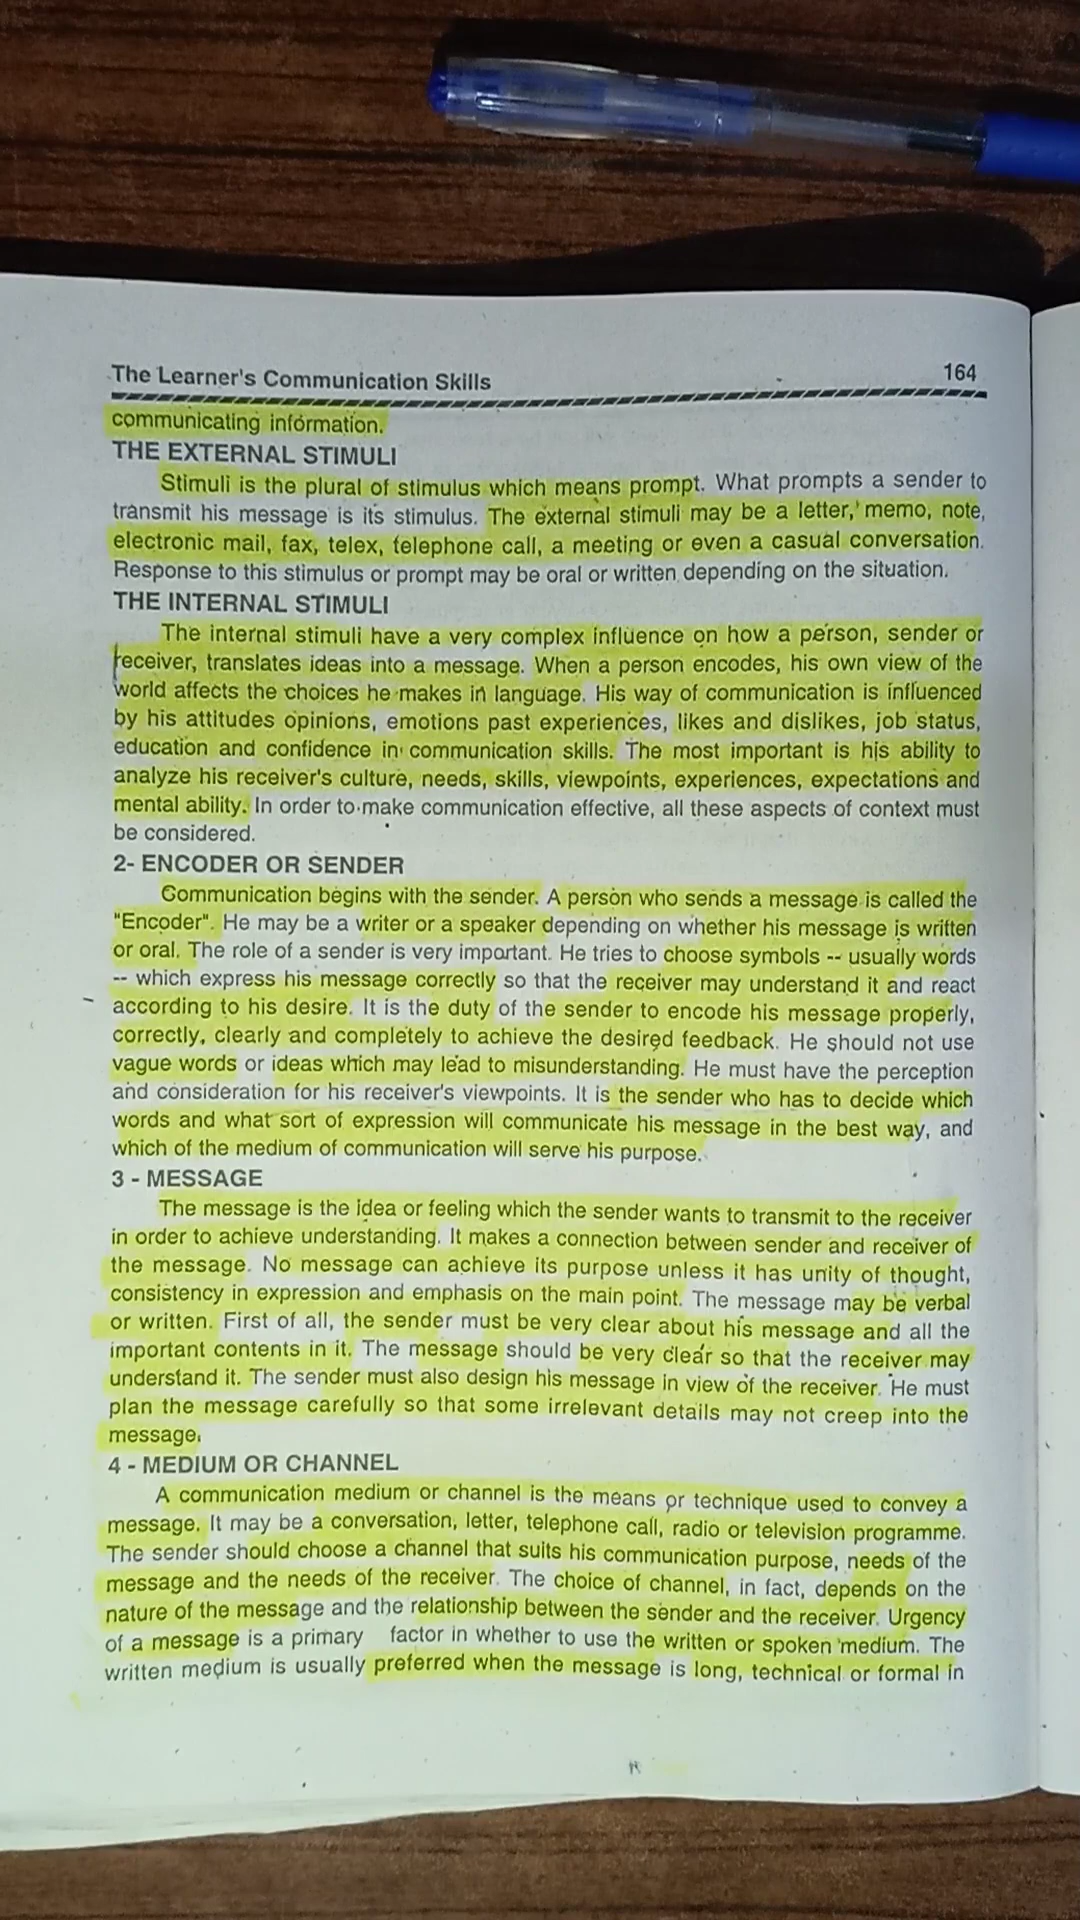 The Learner's Communication Skills 164
communicating information.
THE EXTERNAL STIMULI
Stimuli is the plural of stimulus which means prompt. What prompts a sender to
transmit his message is its stimulus. The external stimuli may be a letter, memo, note,
electronic mail, fax, telex, telephone call, a meeting or even a casual conversation.
Response to this stimulus or prompt may be oral or written depending on the situation.
THE INTERNAL STIMULI
The internal stimuli have a very complex influence on how a person, sender or
receiver, translates ideas into a message. When a person encodes, his own view of the
world affects the choices he makes in language. His way of communication is influenced
by his attitudes opinions, emotions past experiences, likes and dislikes, job status,
education and confidence in communication skills. The most important is his ability to
analyze his receiver's culture, needs, skills, viewpoints, experiences, expectations and
mental ability. In order to make communication effective, all these aspects of context must
be considered.
2- ENCODER OR SENDER
Communication begins with the sender. A person who sends a message is called the
"Encoder". He may be a writer or a speaker depending on whether his message is written
or oral. The role of a sender is very important. He tries to choose symbols -- usually words
-- which express his message correctly so that the receiver may understand it and react
according to his desire. It is the duty of the sender to encode his message properly,
correctly, clearly and completely to achieve the desired feedback. He should not use
vague words or ideas which may lead to misunderstanding. He must have the perception
and consideration for his receiver's viewpoints. It is the sender who has to decide which
words and what sort of expression will communicate his message in the best way, and
which of the medium of communication will serve his purpose.
3 - MESSAGE
The message is the idea or feeling which the sender wants to transmit to the receiver
in order to achieve understanding. It makes a connection between sender and receiver of
the message. No message can achieve its purpose unless it has unity of thought,
consistency in expression and emphasis on the main point. The message may be verbal
or written. First of all, the sender must be very clear about his message and all the
important contents in it. The message should be very clear so that the receiver may
understand it. The sender must also design his message in view of the receiver. He must
plan the message carefully so that some irrelevant details may not creep into the
message.
4 - MEDIUM OR CHANNEL
A communication medium or channel is the means or technique used to convey a
message. It may be a conversation, letter, telephone call, radio or television programme.
The sender should choose a channel that suits his communication purpose, needs of the
message and the needs of the receiver. The choice of channel, in fact, depends on the
nature of the message and the relationship between the sender and the receiver. Urgency
of a message is a primary factor in whether to use the written or spoken medium. The
written medium is usually preferred when the message is long, technical or formal in